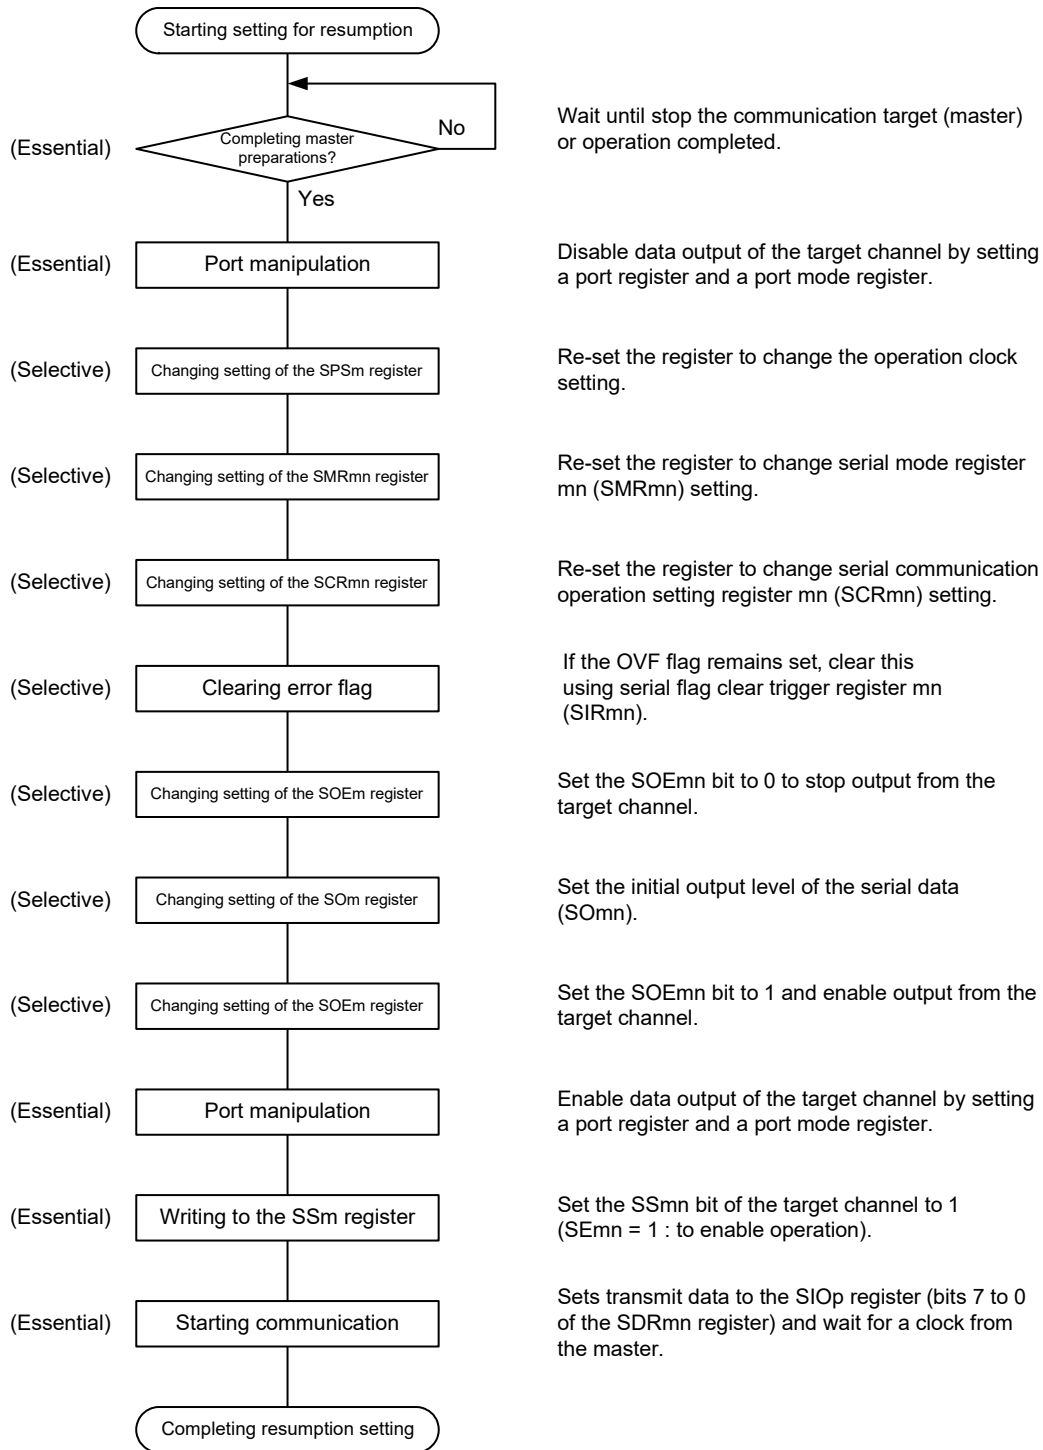 Starting setting for resumption
(Essential)
Completing master
preparations?
No
Yes
Wait until stop the communication target (master)
or operation completed.
(Essential)
Port manipulation
Disable data output of the target channel by setting
a port register and a port mode register.
(Selective)
Changing setting of the SPSm register
Re-set the register to change the operation clock
setting.
(Selective)
Changing setting of the SMRmn register
Re-set the register to change serial mode register
mn (SMRmn) setting.
(Selective)
Changing setting of the SCRmn register
Re-set the register to change serial communication
operation setting register mn (SCRmn) setting.
(Selective)
Clearing error flag
If the OVF flag remains set, clear this
using serial flag clear trigger register mn
(SIRmn).
(Selective)
Changing setting of the SOEm register
Set the SOEmn bit to 0 to stop output from the
target channel.
(Selective)
Changing setting of the SOm register
Set the initial output level of the serial data
(SOmn).
(Selective)
Changing setting of the SOEm register
Set the SOEmn bit to 1 and enable output from the
target channel.
(Essential)
Port manipulation
Enable data output of the target channel by setting
a port register and a port mode register.
(Essential)
Writing to the SSm register
Set the SSmn bit of the target channel to 1
(SEmn = 1 : to enable operation).
(Essential)
Starting communication
Sets transmit data to the SIOp register (bits 7 to 0
of the SDRmn register) and wait for a clock from
the master.
Completing resumption setting